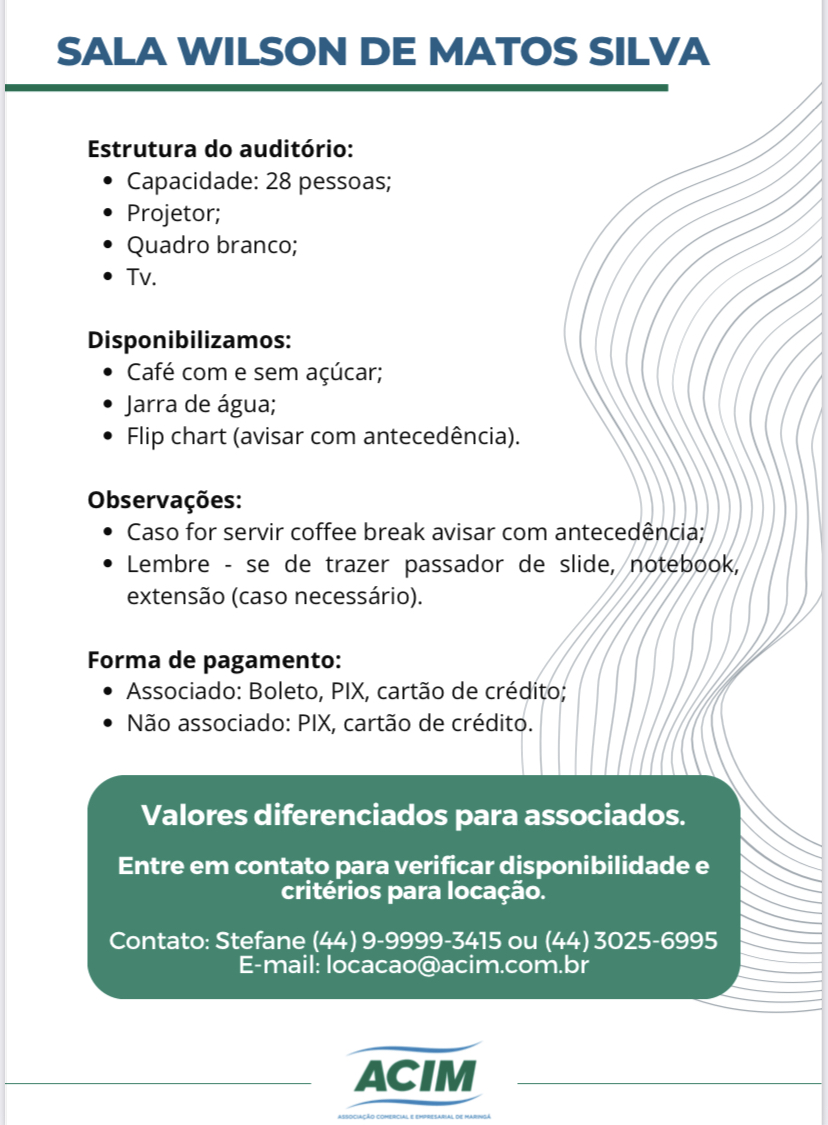 SALA WILSON DE MATOS SILVA
Estrutura do auditório:
• Capacidade: 28 pessoas;
• Projetor;
• Quadro branco;
• Tv.
Disponibilizamos:
• Café com e sem açúcar;
• Jarra de água;
• Flip chart (avisar com antecedência).
Observações:
• Caso for servir coffee break avisar com antecedência;
• Lembre - se de trazer passador de slide, notebook,
extensão (caso necessário).
Forma de pagamento:
• Associado: Boleto, PIX, cartão de crédito;
• Não associado: PIX, cartão de crédito.
Valores diferenciados para associados.
Entre em contato para verificar disponibilidade e
critérios para locação.
Contato: Stefane (44) 9-9999-3415 ou (44) 3025-6995
E-mail: locacao@acim.com.br
ACIM
ASSOCIAÇÃO COMERCIAL E EMPRESARIAL DE MARINGÁ